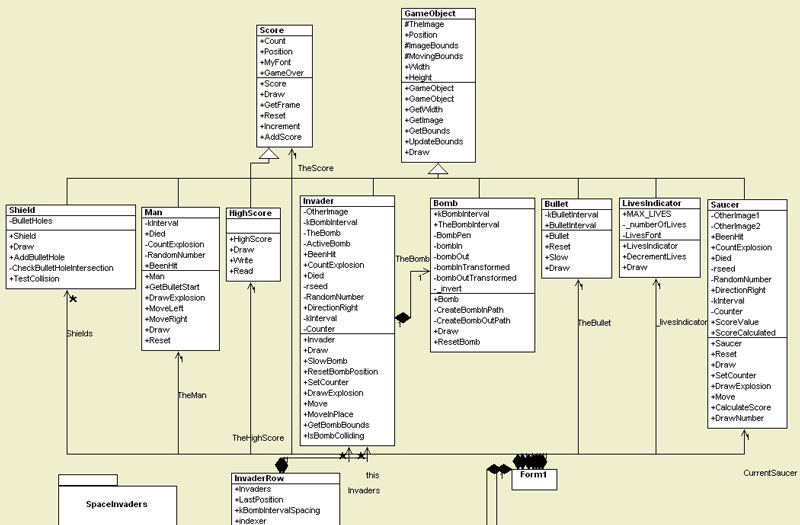 GameObject
#TheImage
+Position
#ImageBounds
#MovingBounds
+Width
+Height
+GameObject
+GameObject
+GetWidth
+GetImage
+GetBounds
+UpdateBounds
+Draw
Score
+Count
+Position
+MyFont
+GameOver
+Score
+Draw
+GetFrame
+Reset
+Increment
+AddScore
TheScore
Shield
-BulletHoles
+Shield
+Draw
+AddBulletHole
-CheckBulletHoleIntersection
+TestCollision
Shields
Man
-kInterval
+Died
-CountExplosion
-RandomNumber
+BeenHit
+Man
+GetBulletStart
+DrawExplosion
+MoveLeft
+MoveRight
+Draw
+Reset
TheMan
HighScore
+HighScore
+Draw
+Write
+Read
TheHighScore
Invader
-OtherImage
-kBombInterval
-TheBomb
-ActiveBomb
+BeenHit
+CountExplosion
+Died
-rseed
-RandomNumber
+DirectionRight
-kInterval
-Counter
+Invader
+Draw
+SlowBomb
+ResetBombPosition
+SetCounter
+DrawExplosion
+Move
+MoveInPlace
+GetBombBounds
+IsBombColliding
TheBomb
1
Bomb
+kBombInterval
+TheBombInterval
-BombPen
-bombIn
-bombOut
-bombInTransformed
-bombOutTransformed
-_invert
+Bomb
-CreateBombInPath
-CreateBombOutPath
+Draw
+ResetBomb
Bullet
-kBulletInterval
+BulletInterval
+Bullet
+Reset
+Slow
+Draw
TheBullet
LivesIndicator
+MAX_LIVES
-_numberOfLives
-LivesFont
+LivesIndicator
+DecrementLives
+Draw
_livesIndicator
Saucer
-OtherImage1
-OtherImage2
+BeenHit
+CountExplosion
+Died
-rseed
-RandomNumber
+DirectionRight
-kInterval
-Counter
+ScoreValue
+ScoreCalculated
+Saucer
+Reset
+Draw
+SetCounter
+DrawExplosion
+Move
+CalculateScore
+DrawNumber
CurrentSaucer
this
Invaders
InvaderRow
+Invaders
+LastPosition
+kBombIntervalSpacing
+indexer
Form1
SpaceInvaders